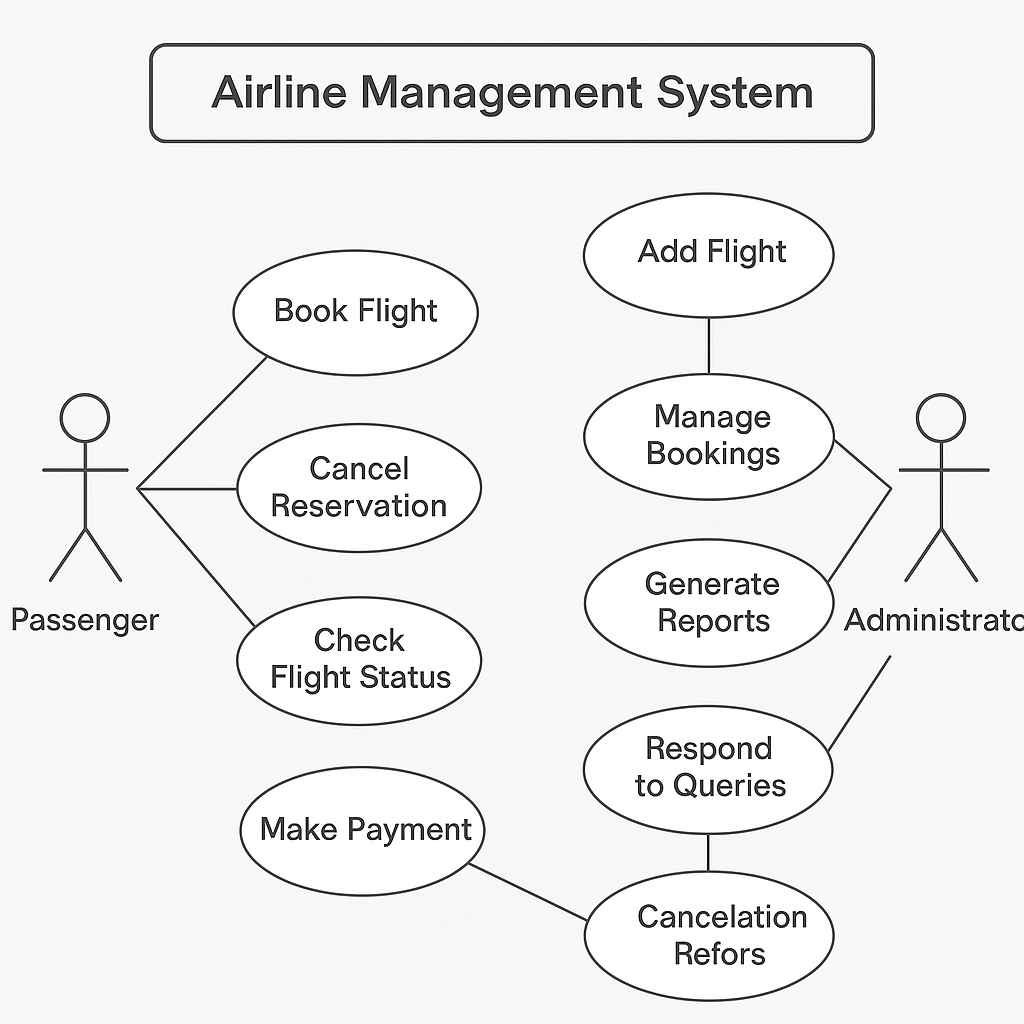 Airline Management System
Book Flight
Cancel
Reservation
Check
Flight Status
Make Payment
Passenger
Add Flight
Manage
Bookings
Generate
Reports
Respond
to Queries
Cancelation
Refors
Administrato